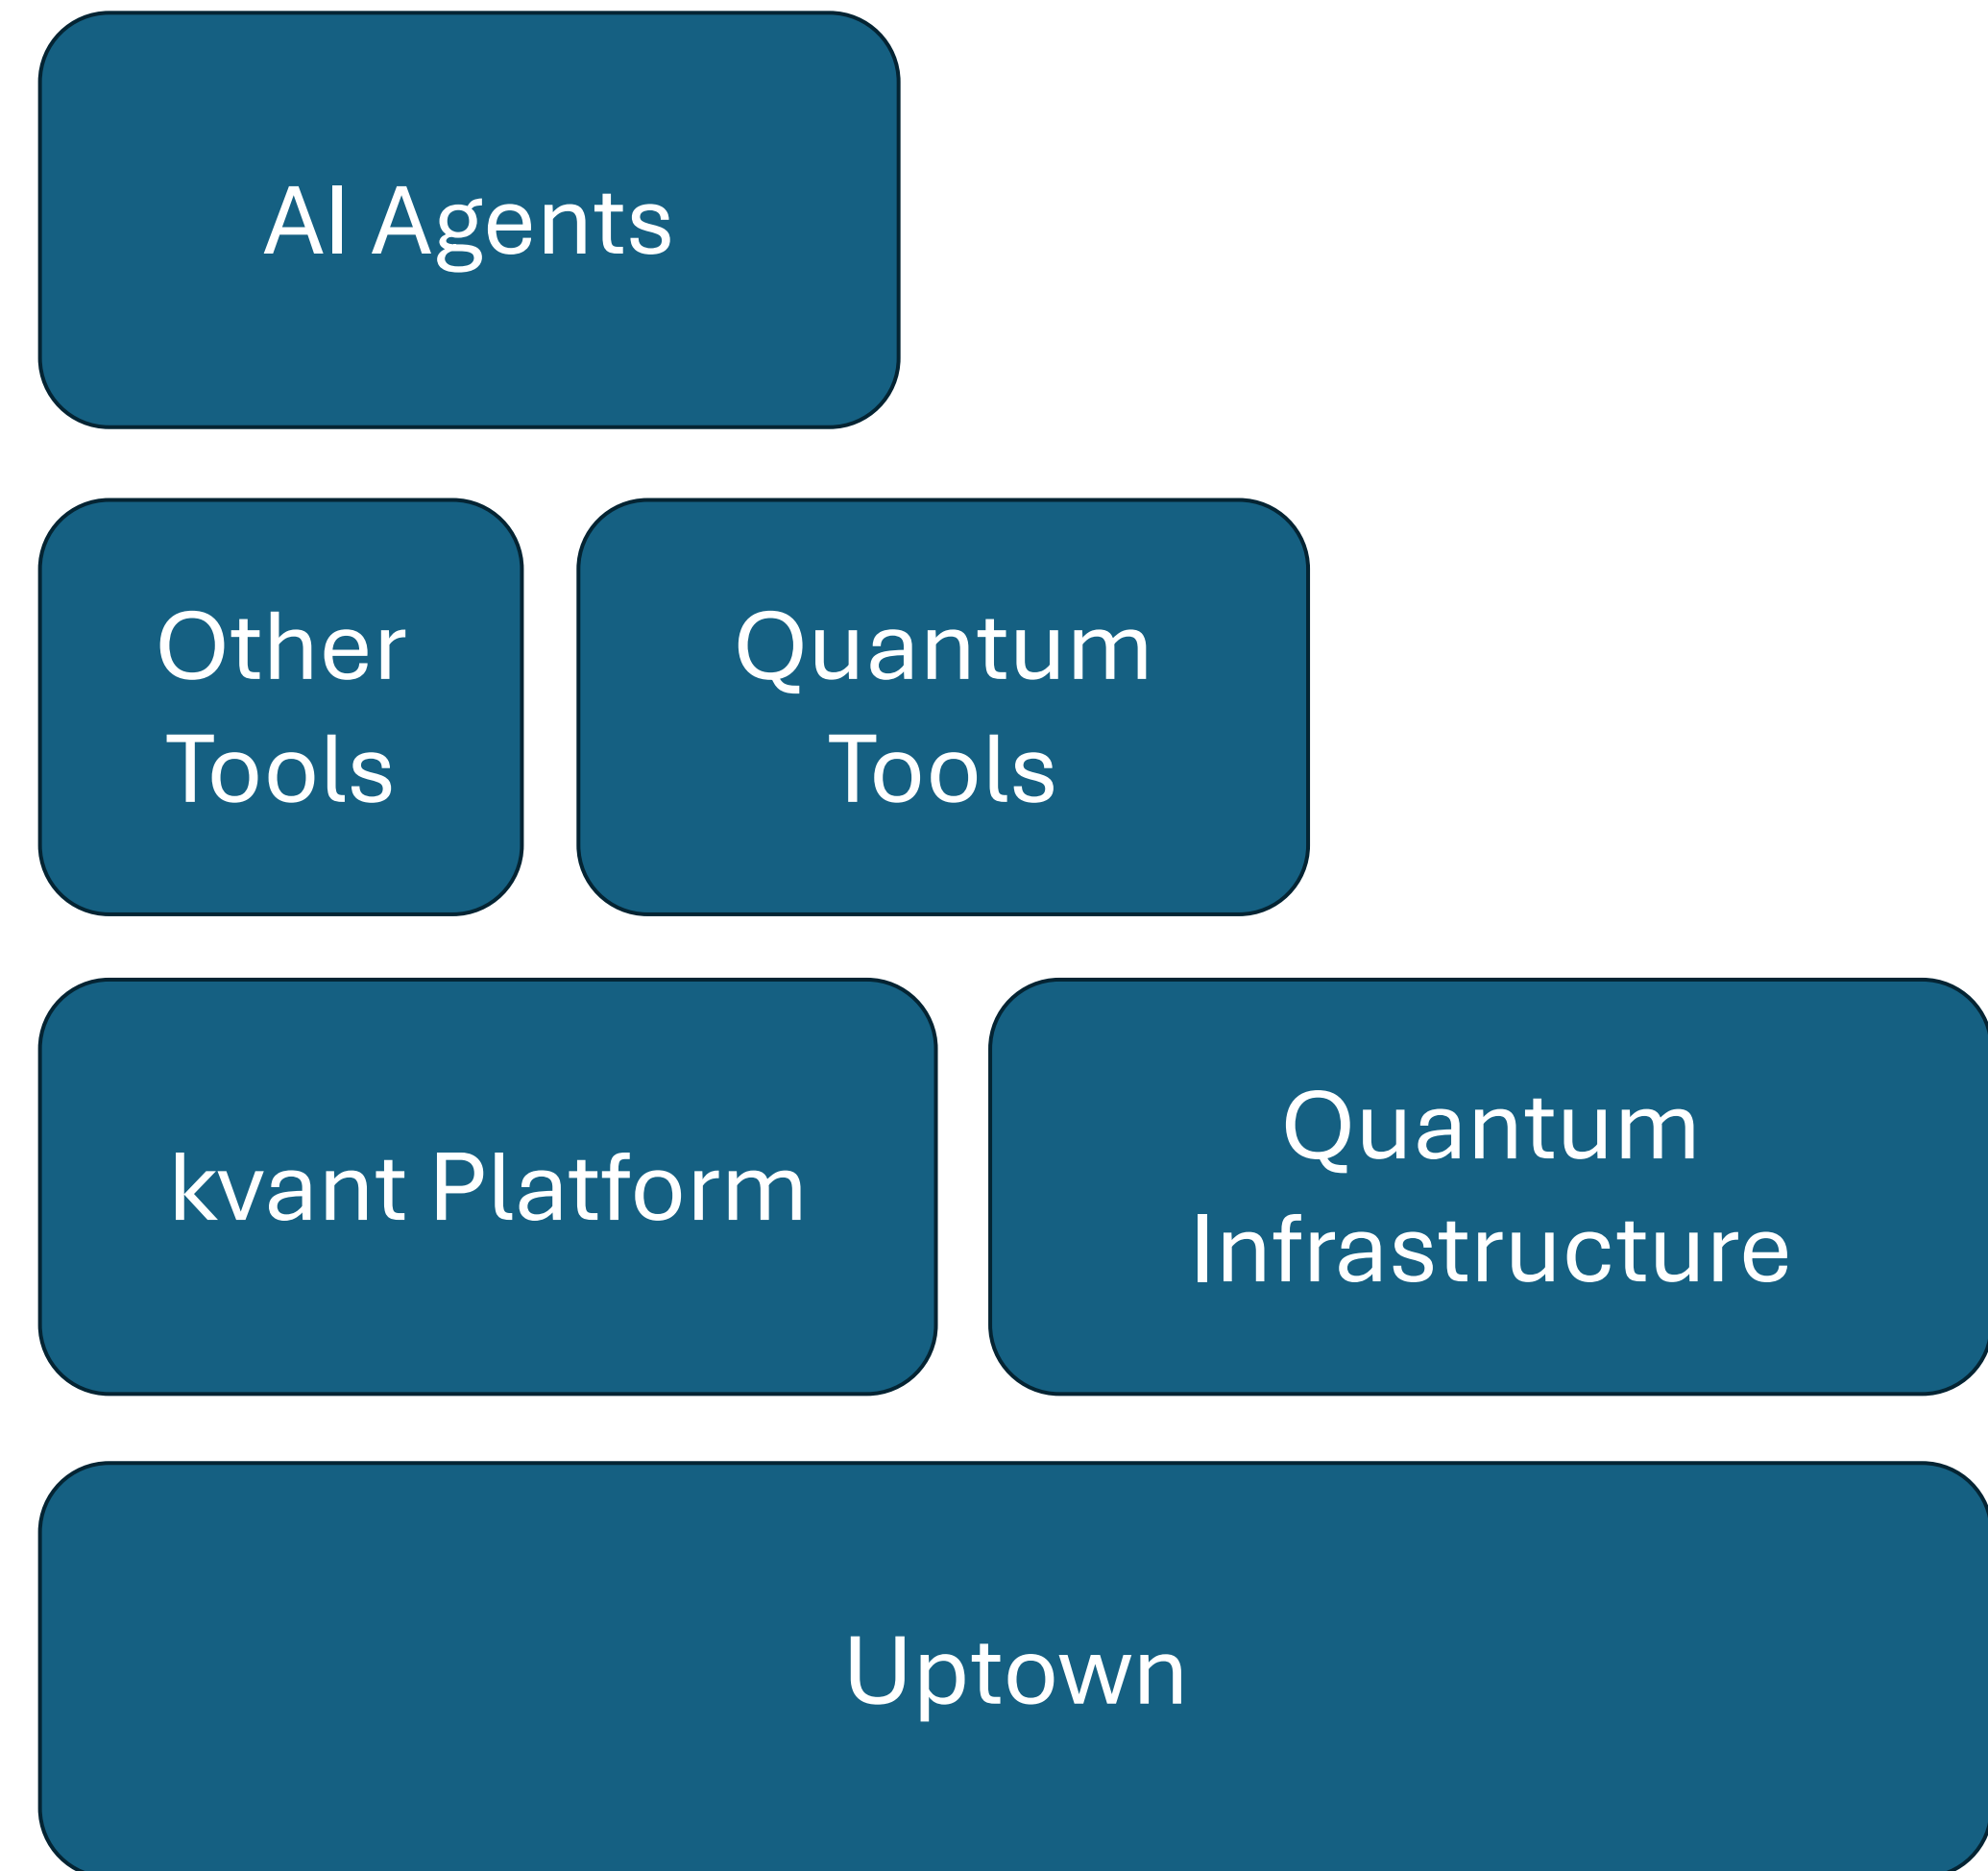 AI Agents
Other
Tools
Quantum
Tools
kvant Platform
Quantum
Infrastructure
Uptown